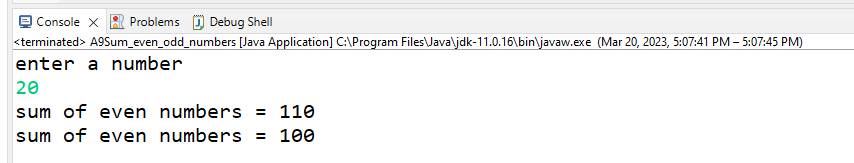 Console Problems Debug Shell
<terminated> A9Sum_even_odd_numbers [Java Application] C:\Program Files\Java\jdk-11.0.16\bin\javaw.exe (Mar 20, 2023, 5:07:41 PM – 5:07:45 PM)
enter a number
20
sum of even numbers = 110
sum of even numbers = 100